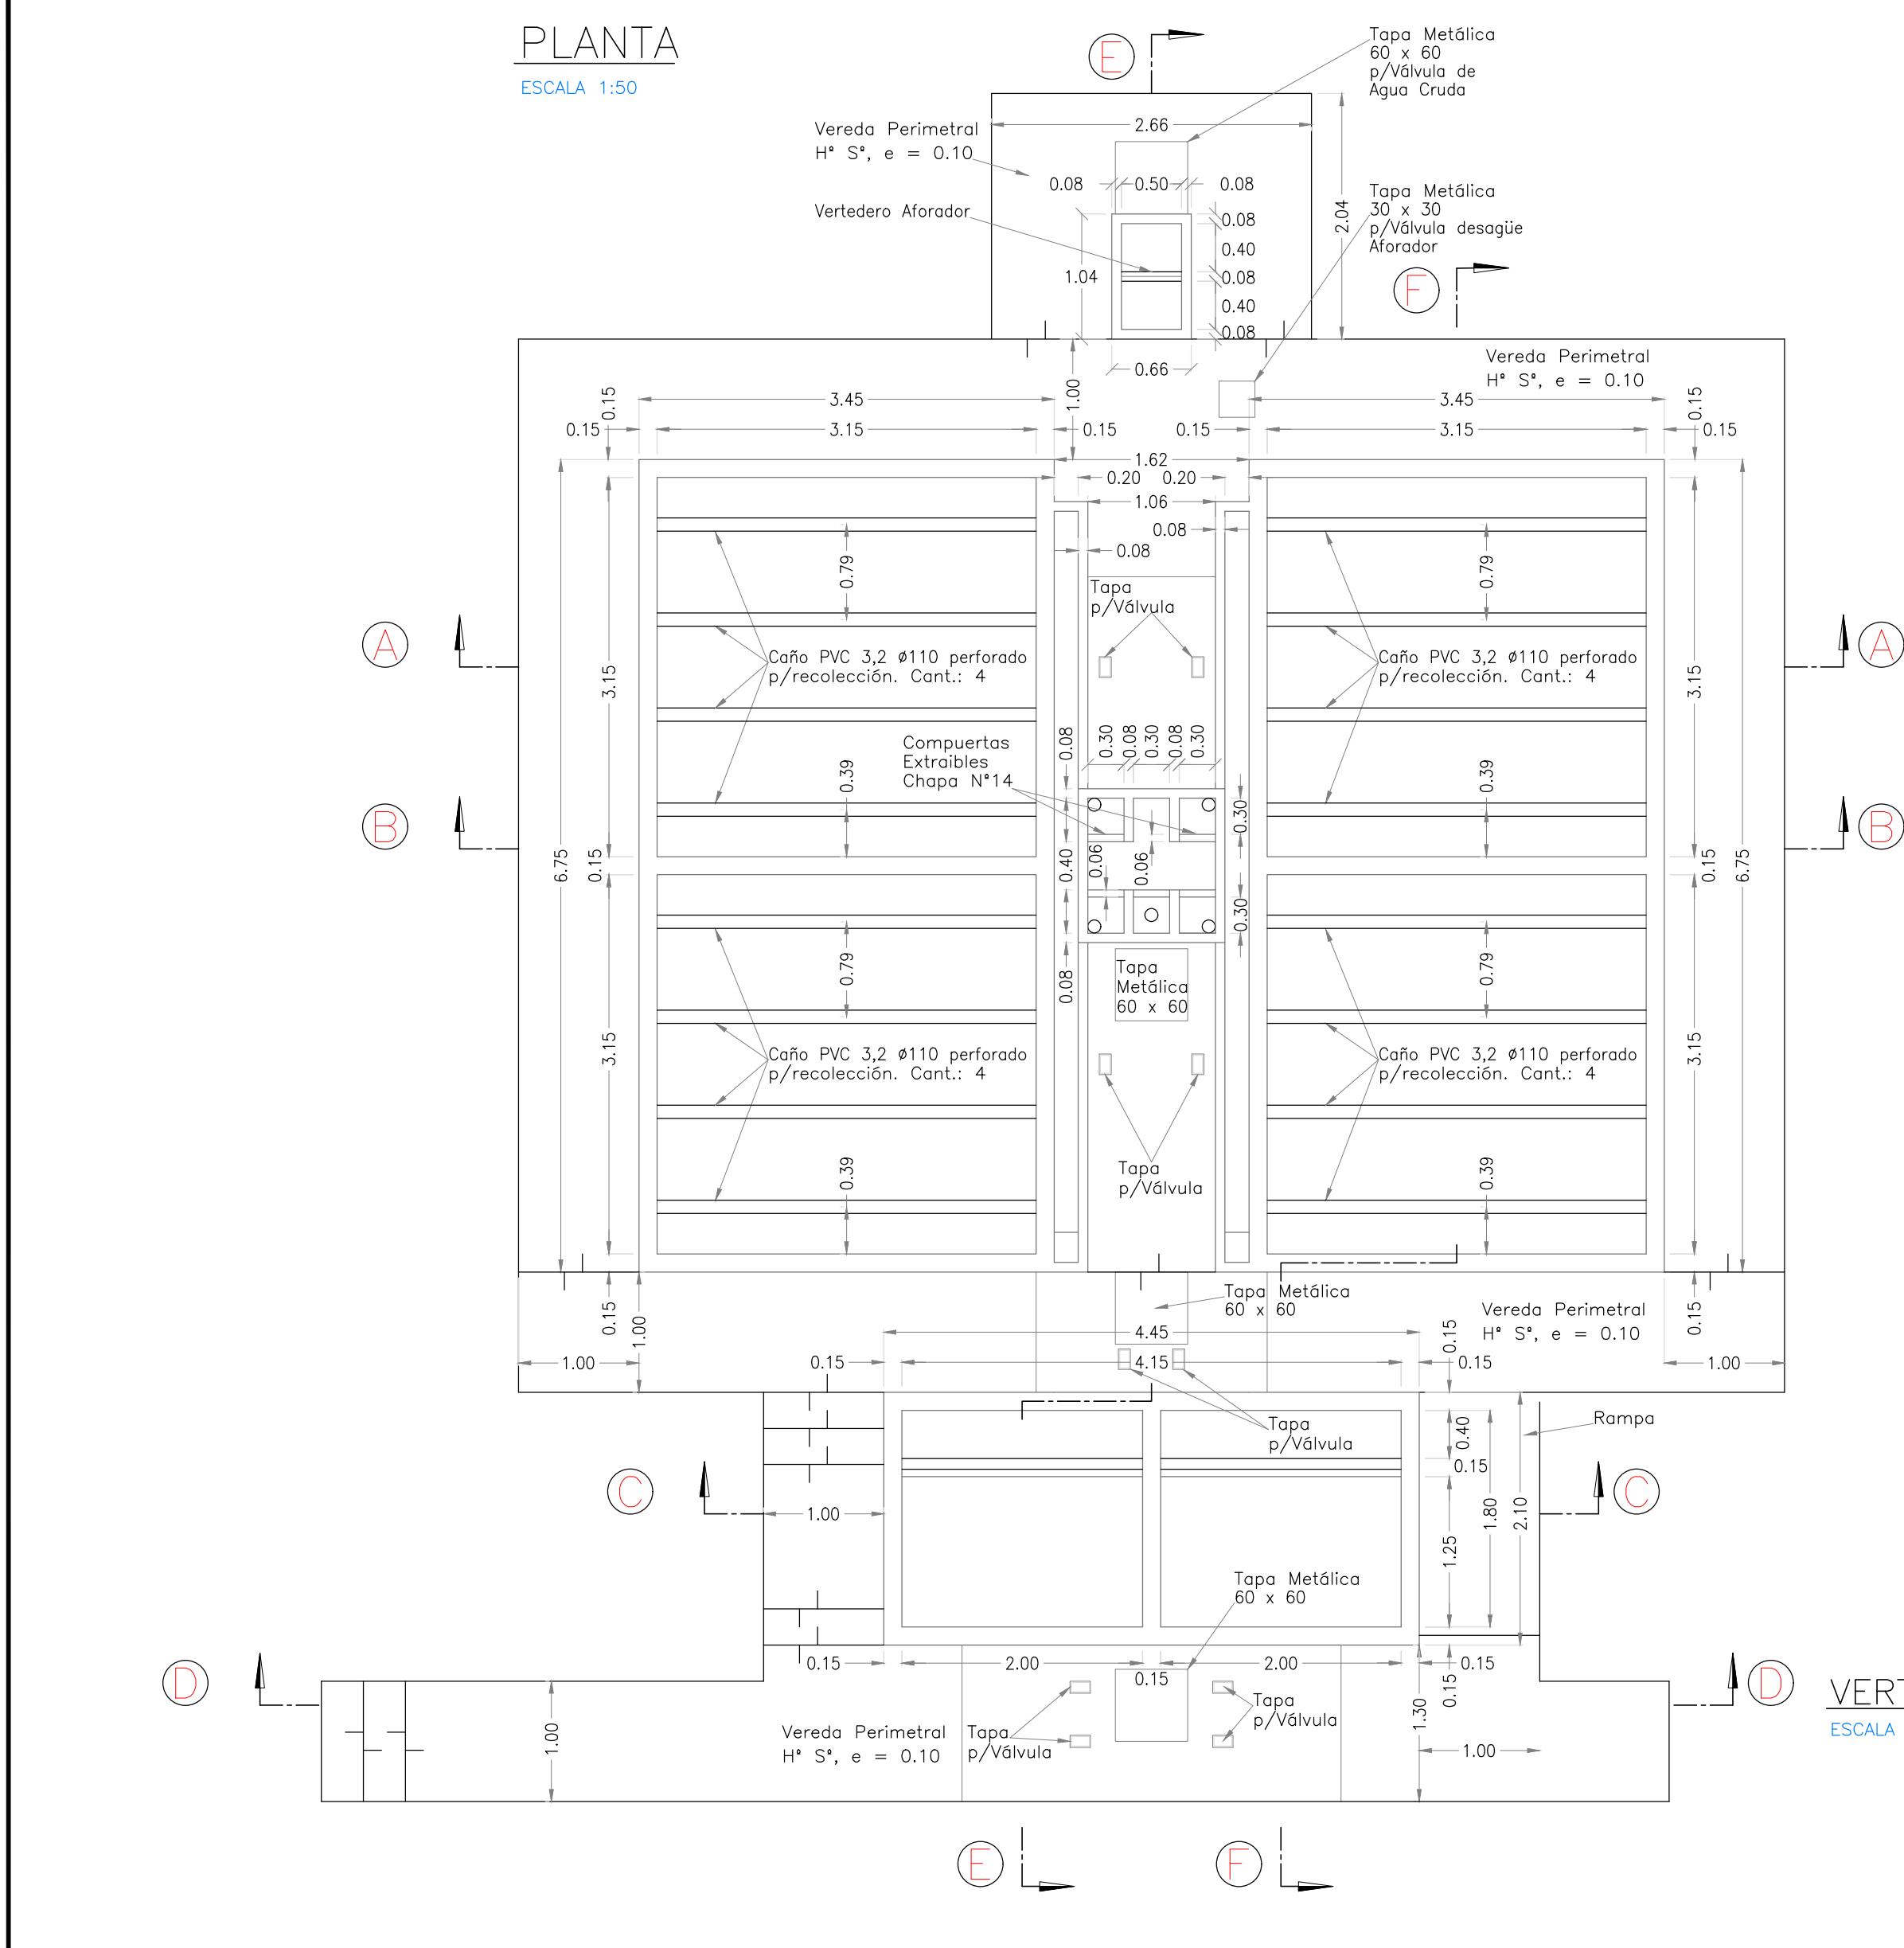 PLANTA
ESCALA 1:50
E
Tapa Metálica
60 x 60
p/Válvula de
Agua Cruda
2.66
Vereda Perimetral
H° S°, e = 0.10
0.08
0.50
0.08
Vertedero Aforador
Tapa Metálica
30 x 30
p/Válvula desagüe
Aforador
2.04
0.08
0.40
1.04
0.08
0.40
0.08
F
0.66
Vereda Perimetral
H° S°, e = 0.10
1.00
0.15
3.45
3.45
0.15
0.15
3.15
0.15
0.15
3.15
0.15
1.62
0.20
0.20
1.06
0.08
0.08
0.79
0.79
Tapa
p/Válvula
A
A
Caño PVC 3,2 ø110 perforado
p/recolección. Cant.: 4
Caño PVC 3,2 ø110 perforado
p/recolección. Cant.: 4
3.15
3.15
Compuertas
Extraibles
Chapa N°14
0.08
0.30
0.08
0.30
0.08
0.30
0.39
0.39
B
B
0.30
6.75
0.15
0.40
0.06
0.06
0.15
6.75
0.30
0.79
0.08
Tapa
Metálica
60 x 60
0.79
3.15
Caño PVC 3,2 ø110 perforado
p/recolección. Cant.: 4
Caño PVC 3,2 ø110 perforado
p/recolección. Cant.: 4
3.15
0.39
Tapa
p/Válvula
0.39
0.15
1.00
Tapa Metálica
60 x 60
Vereda Perimetral
H° S°, e = 0.10
0.15
4.45
0.15
1.00
0.15
4.15
0.15
1.00
Tapa
p/Válvula
0.40
Rampa
0.15
C
C
1.00
1.80
2.10
1.25
Tapa Metálica
60 x 60
0.15
2.00
0.15
2.00
0.15
0.15
D
D
VERT
ESCALA
1.00
Vereda Perimetral
H° S°, e = 0.10
Tapa
p/Válvula
Tapa
p/Válvula
1.30
1.00
E
F